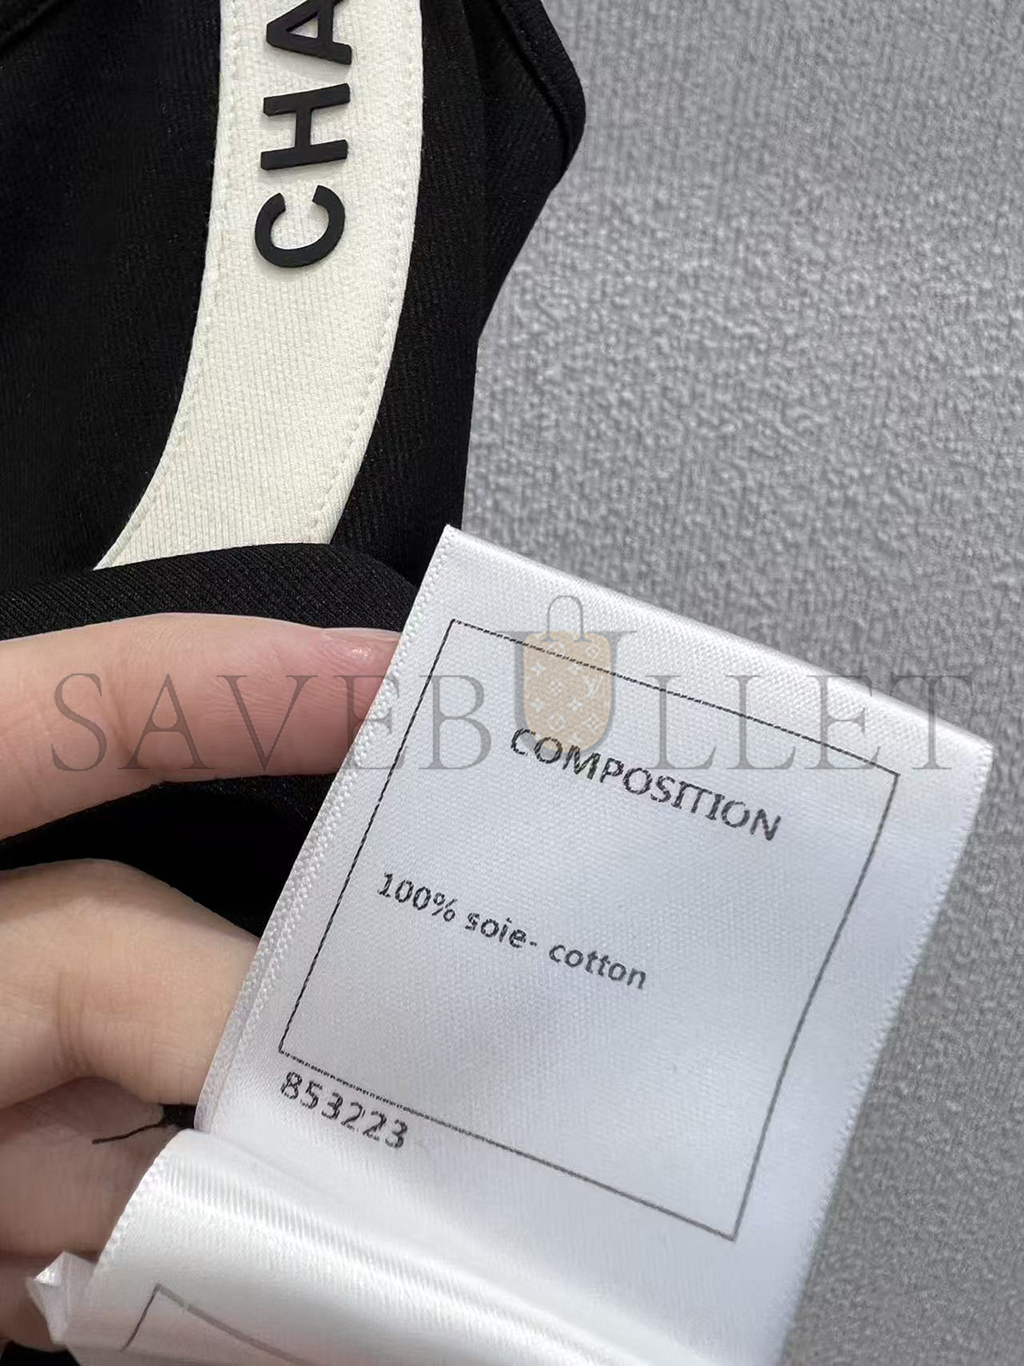 CHA
SAVEBULLET
COMPOSITION
100% soie- cotton
853223